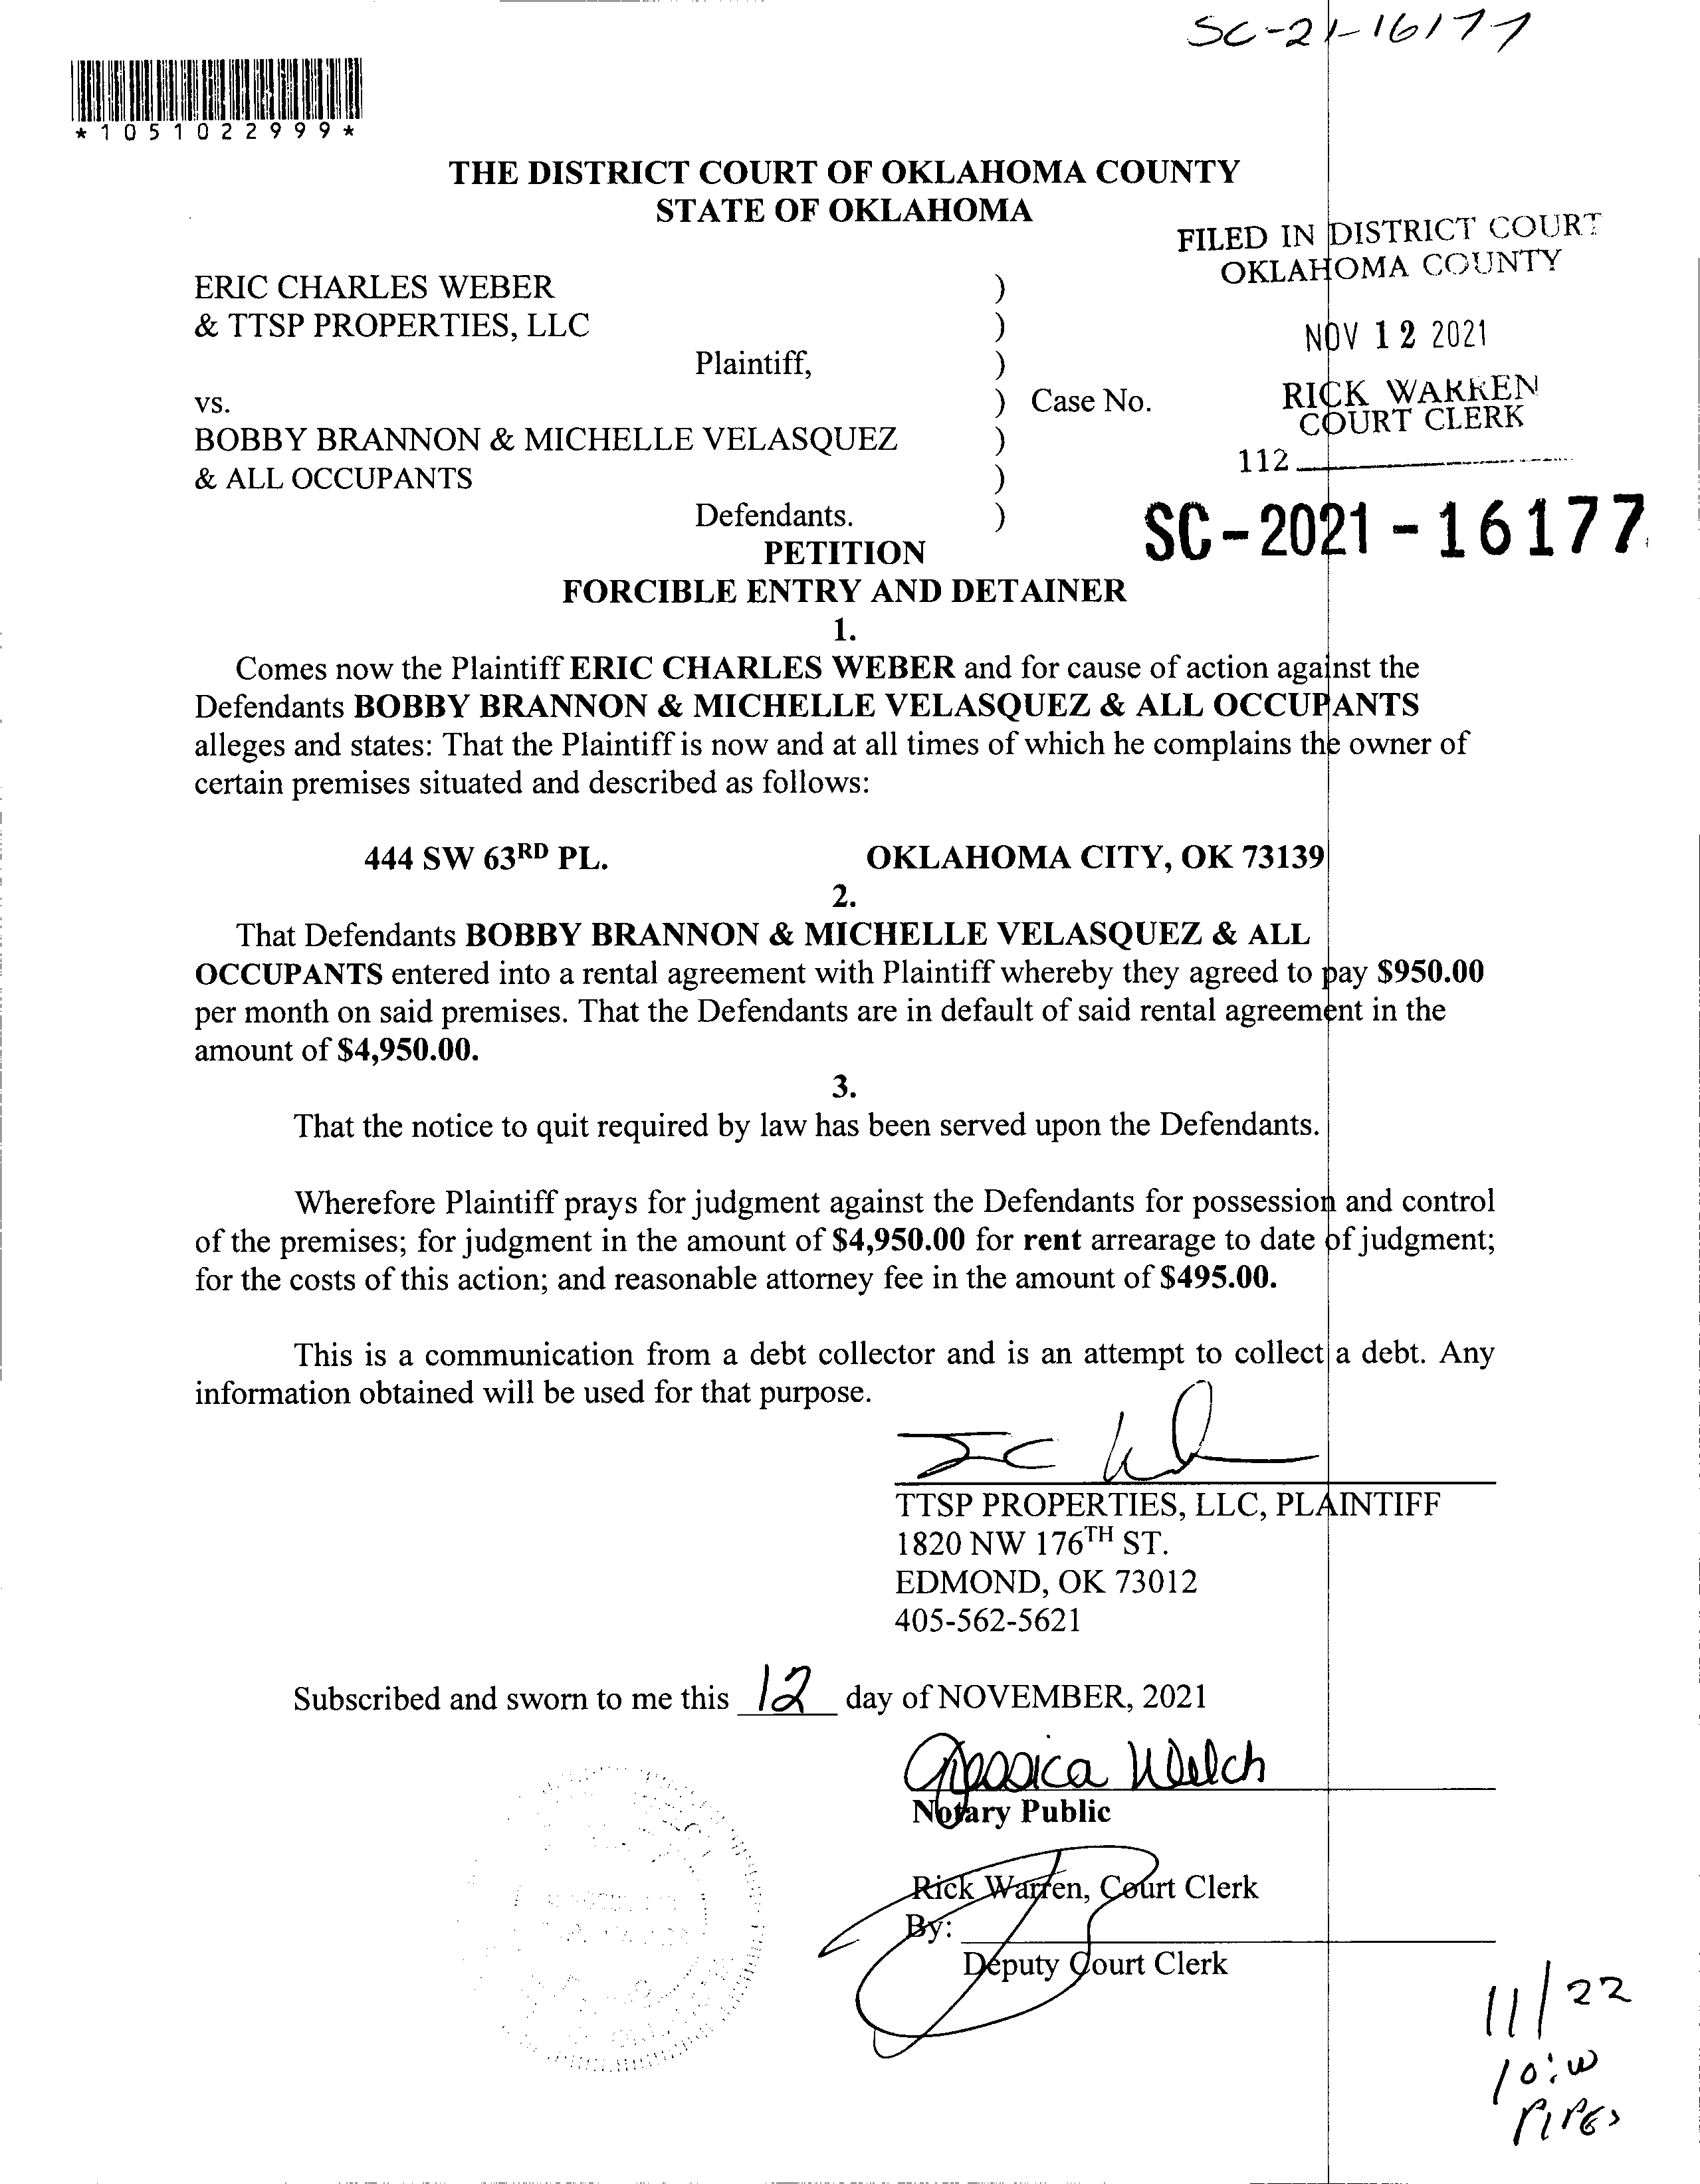 SC-21-16177
*1051022999*
THE DISTRICT COURT OF OKLAHOMA COUNTY
STATE OF OKLAHOMA
FILED IN DISTRICT COURT
OKLAHOMA COUNTY
ERIC CHARLES WEBER )
& TTSP PROPERTIES, LLC )
NOV 12 2021
Plaintiff, )
vs. ) Case No.
RICK WARREN
COURT CLERK
BOBBY BRANNON & MICHELLE VELASQUEZ )
112
& ALL OCCUPANTS )
Defendants. )
SC-2021-16177
PETITION
FORCIBLE ENTRY AND DETAINER
1.
Comes now the Plaintiff ERIC CHARLES WEBER and for cause of action against the
Defendants BOBBY BRANNON & MICHELLE VELASQUEZ & ALL OCCUPANTS
alleges and states: That the Plaintiff is now and at all times of which he complains the owner of
certain premises situated and described as follows:
444 SW 63RD PL. OKLAHOMA CITY, OK 73139
2.
That Defendants BOBBY BRANNON & MICHELLE VELASQUEZ & ALL
OCCUPANTS entered into a rental agreement with Plaintiff whereby they agreed to pay $950.00
per month on said premises. That the Defendants are in default of said rental agreement in the
amount of $4,950.00.
3.
That the notice to quit required by law has been served upon the Defendants.
Wherefore Plaintiff prays for judgment against the Defendants for possession and control
of the premises; for judgment in the amount of $4,950.00 for rent arrearage to date of judgment;
for the costs of this action; and reasonable attorney fee in the amount of $495.00.
This is a communication from a debt collector and is an attempt to collect a debt. Any
information obtained will be used for that purpose.
TTSP PROPERTIES, LLC, PLAINTIFF
1820 NW 176TH ST.
EDMOND, OK 73012
405-562-5621
Subscribed and sworn to me this 12 day of NOVEMBER, 2021
Jessica Welch
Notary Public
Rick Warren, Court Clerk
By:
Deputy Court Clerk
11/22